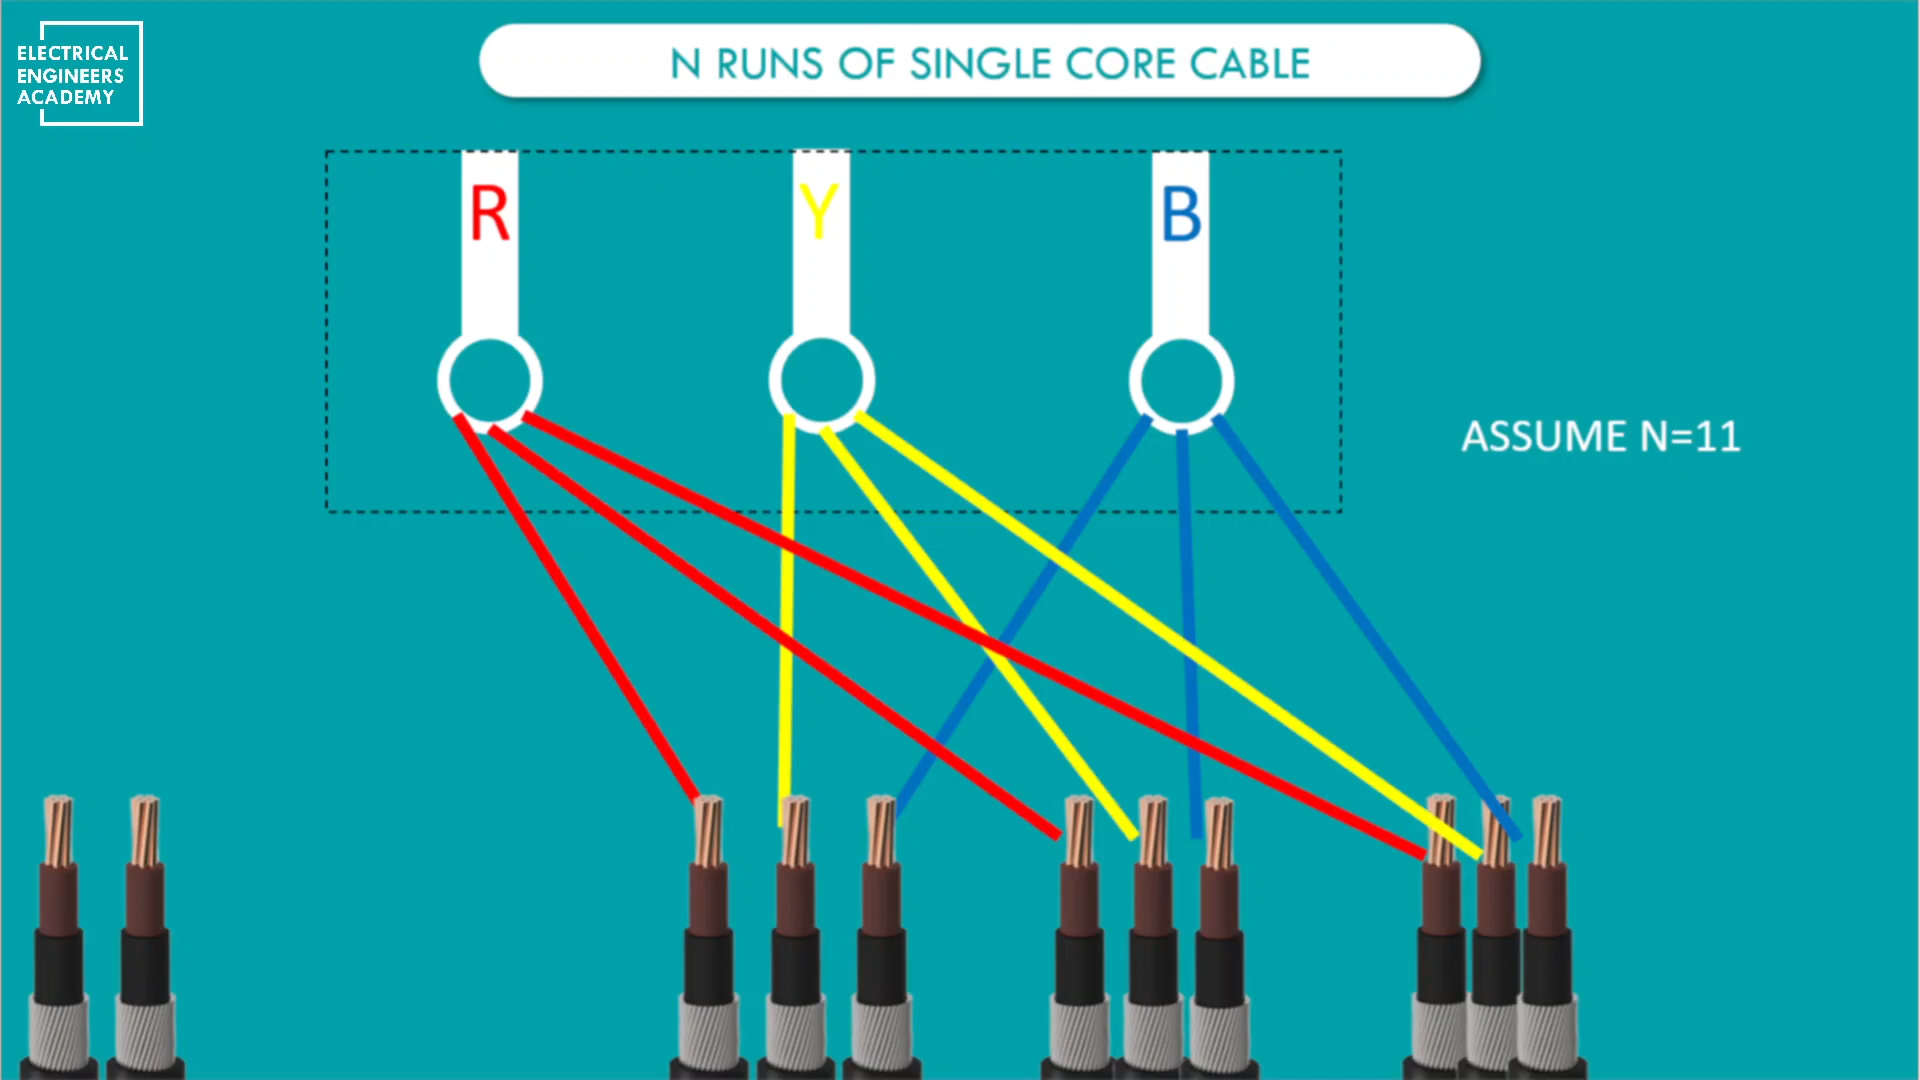 ELECTRICAL
ENGINEERS
ACADEMY
N RUNS OF SINGLE CORE CABLE
R
Y
B
ASSUME N=11